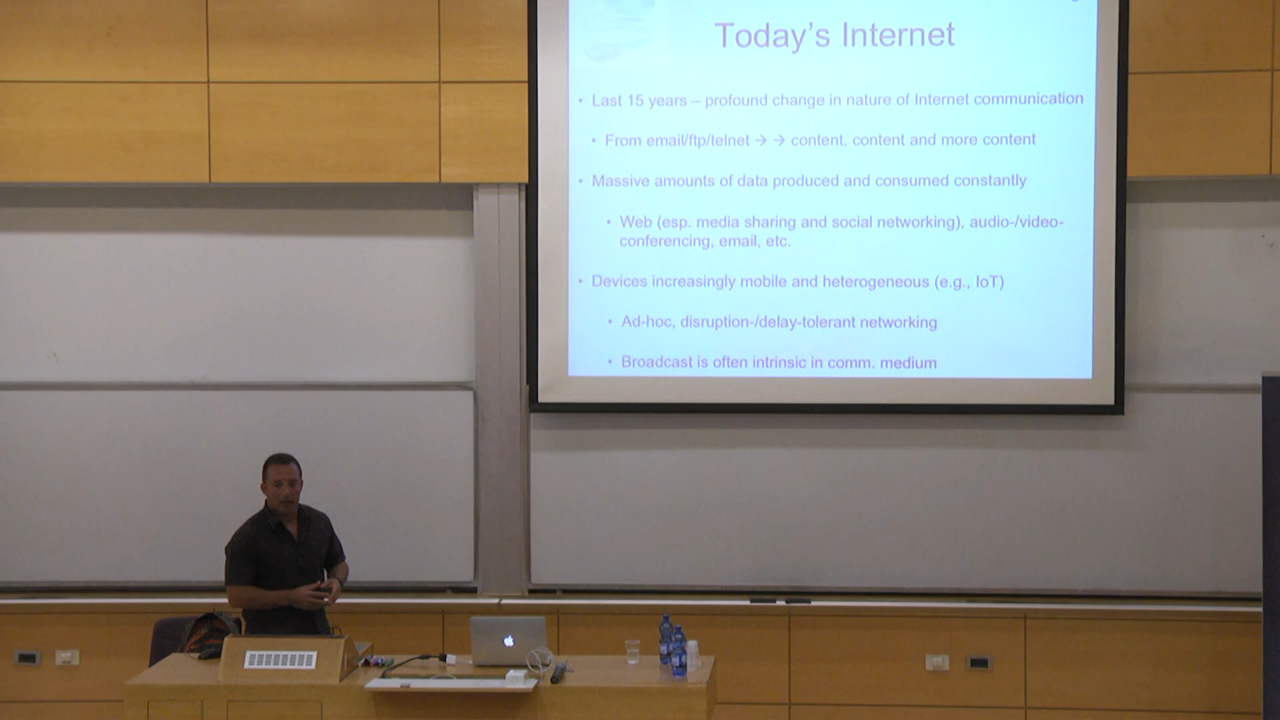 Today's Internet
• Last 15 years – profound change in nature of Internet communication
• From email/ftp/telnet → → content, content and more content
• Massive amounts of data produced and consumed constantly
• Web (esp. media sharing and social networking), audio-/video-
conferencing, email, etc.
• Devices increasingly mobile and heterogeneous (e.g., IoT)
• Ad-hoc, disruption-/delay-tolerant networking
• Broadcast is often intrinsic in comm. medium